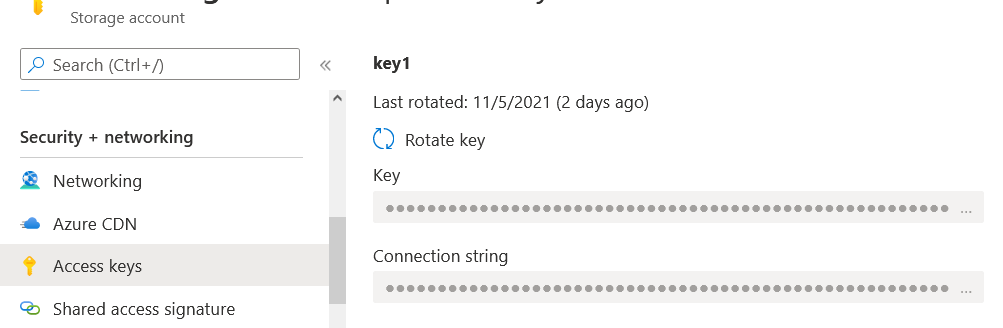 Storage account
Search (Ctrl+/)
«
Security + networking
Networking
Azure CDN
Access keys
Shared access signature
key1
Last rotated: 11/5/2021 (2 days ago)
Rotate key
Key
●●●●●●●●●●●●●●●●●●●●●●●●●●●●●●●●●●●●●●●●●●●●●●●●●●●●●● ...
Connection string
●●●●●●●●●●●●●●●●●●●●●●●●●●●●●●●●●●●●●●●●●●●●●●●●●●●●●● ...